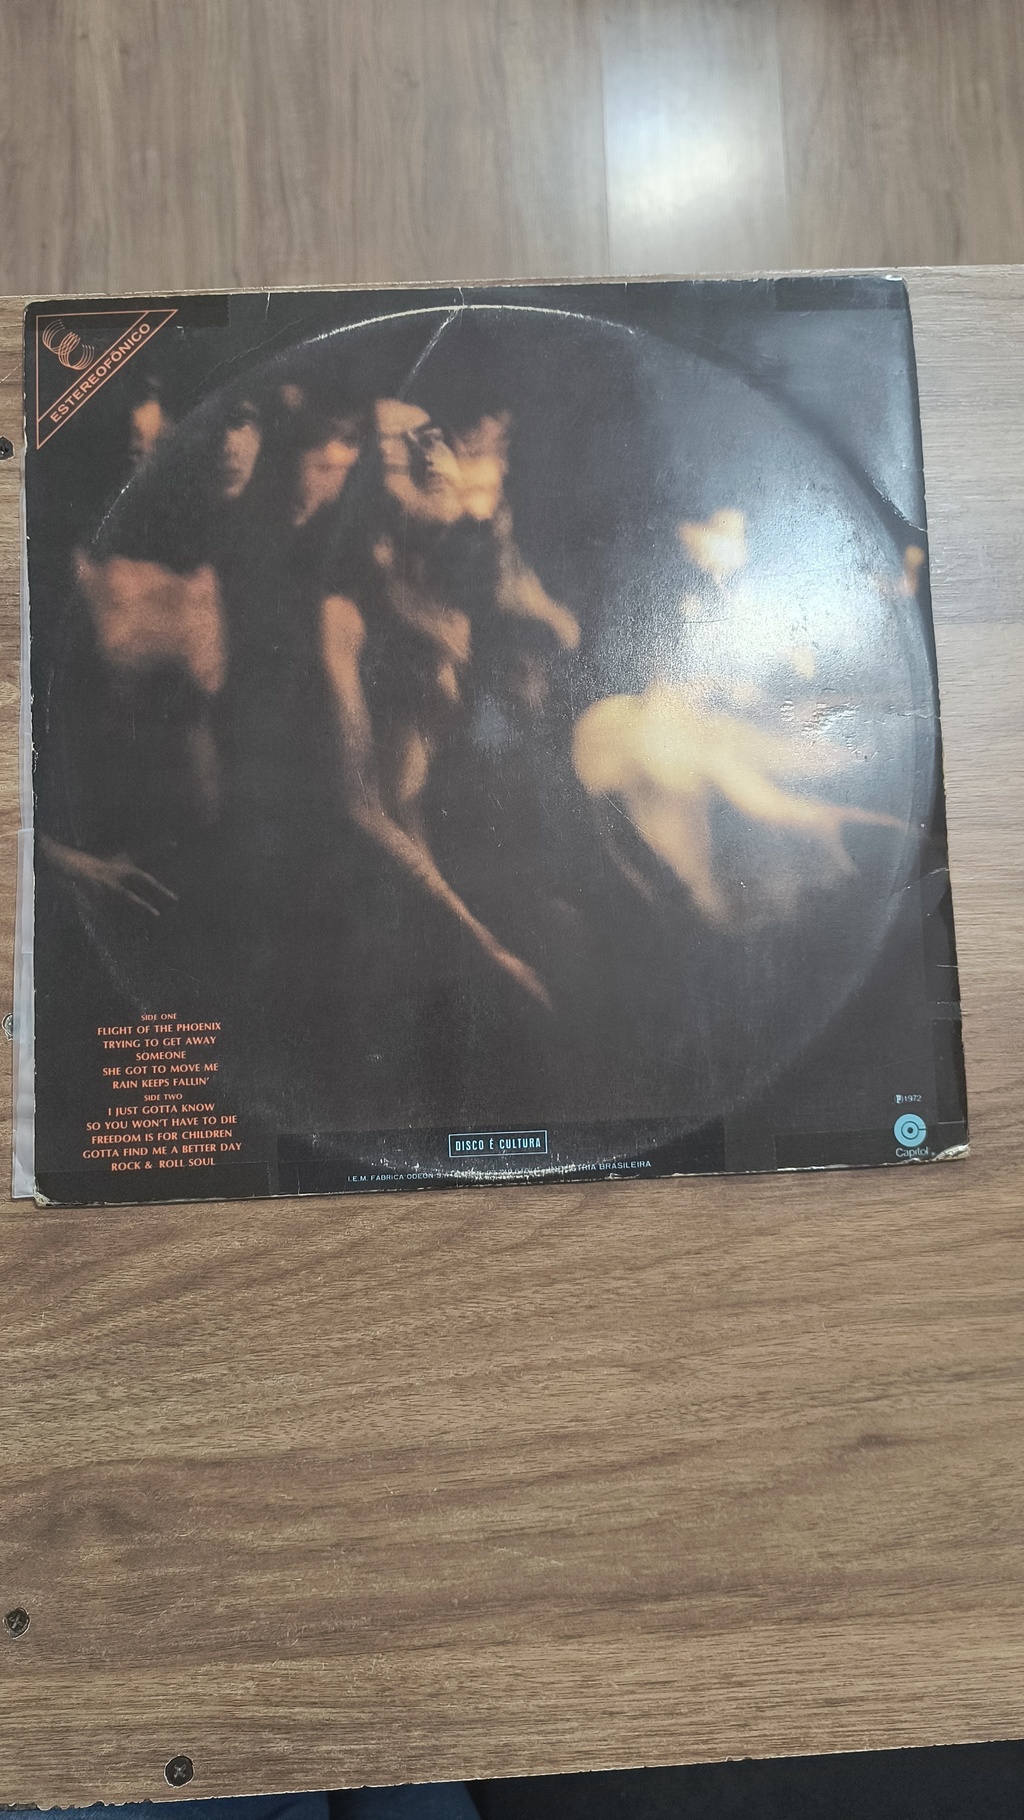 ESTEREOFÔNICO
SIDE ONE
FLIGHT OF THE PHOENIX
TRYING TO GET AWAY
SOMEONE
SHE GOT TO MOVE ME
RAIN KEEPS FALLIN'
SIDE TWO
I JUST GOTTA KNOW
SO YOU WON'T HAVE TO DIE
FREEDOM IS FOR CHILDREN
GOTTA FIND ME A BETTER DAY
ROCK & ROLL SOUL
DISCO É CULTURA
I.E.M. FABRICA ODEON INDÚSTRIA BRASILEIRA
℗1972
Capitol